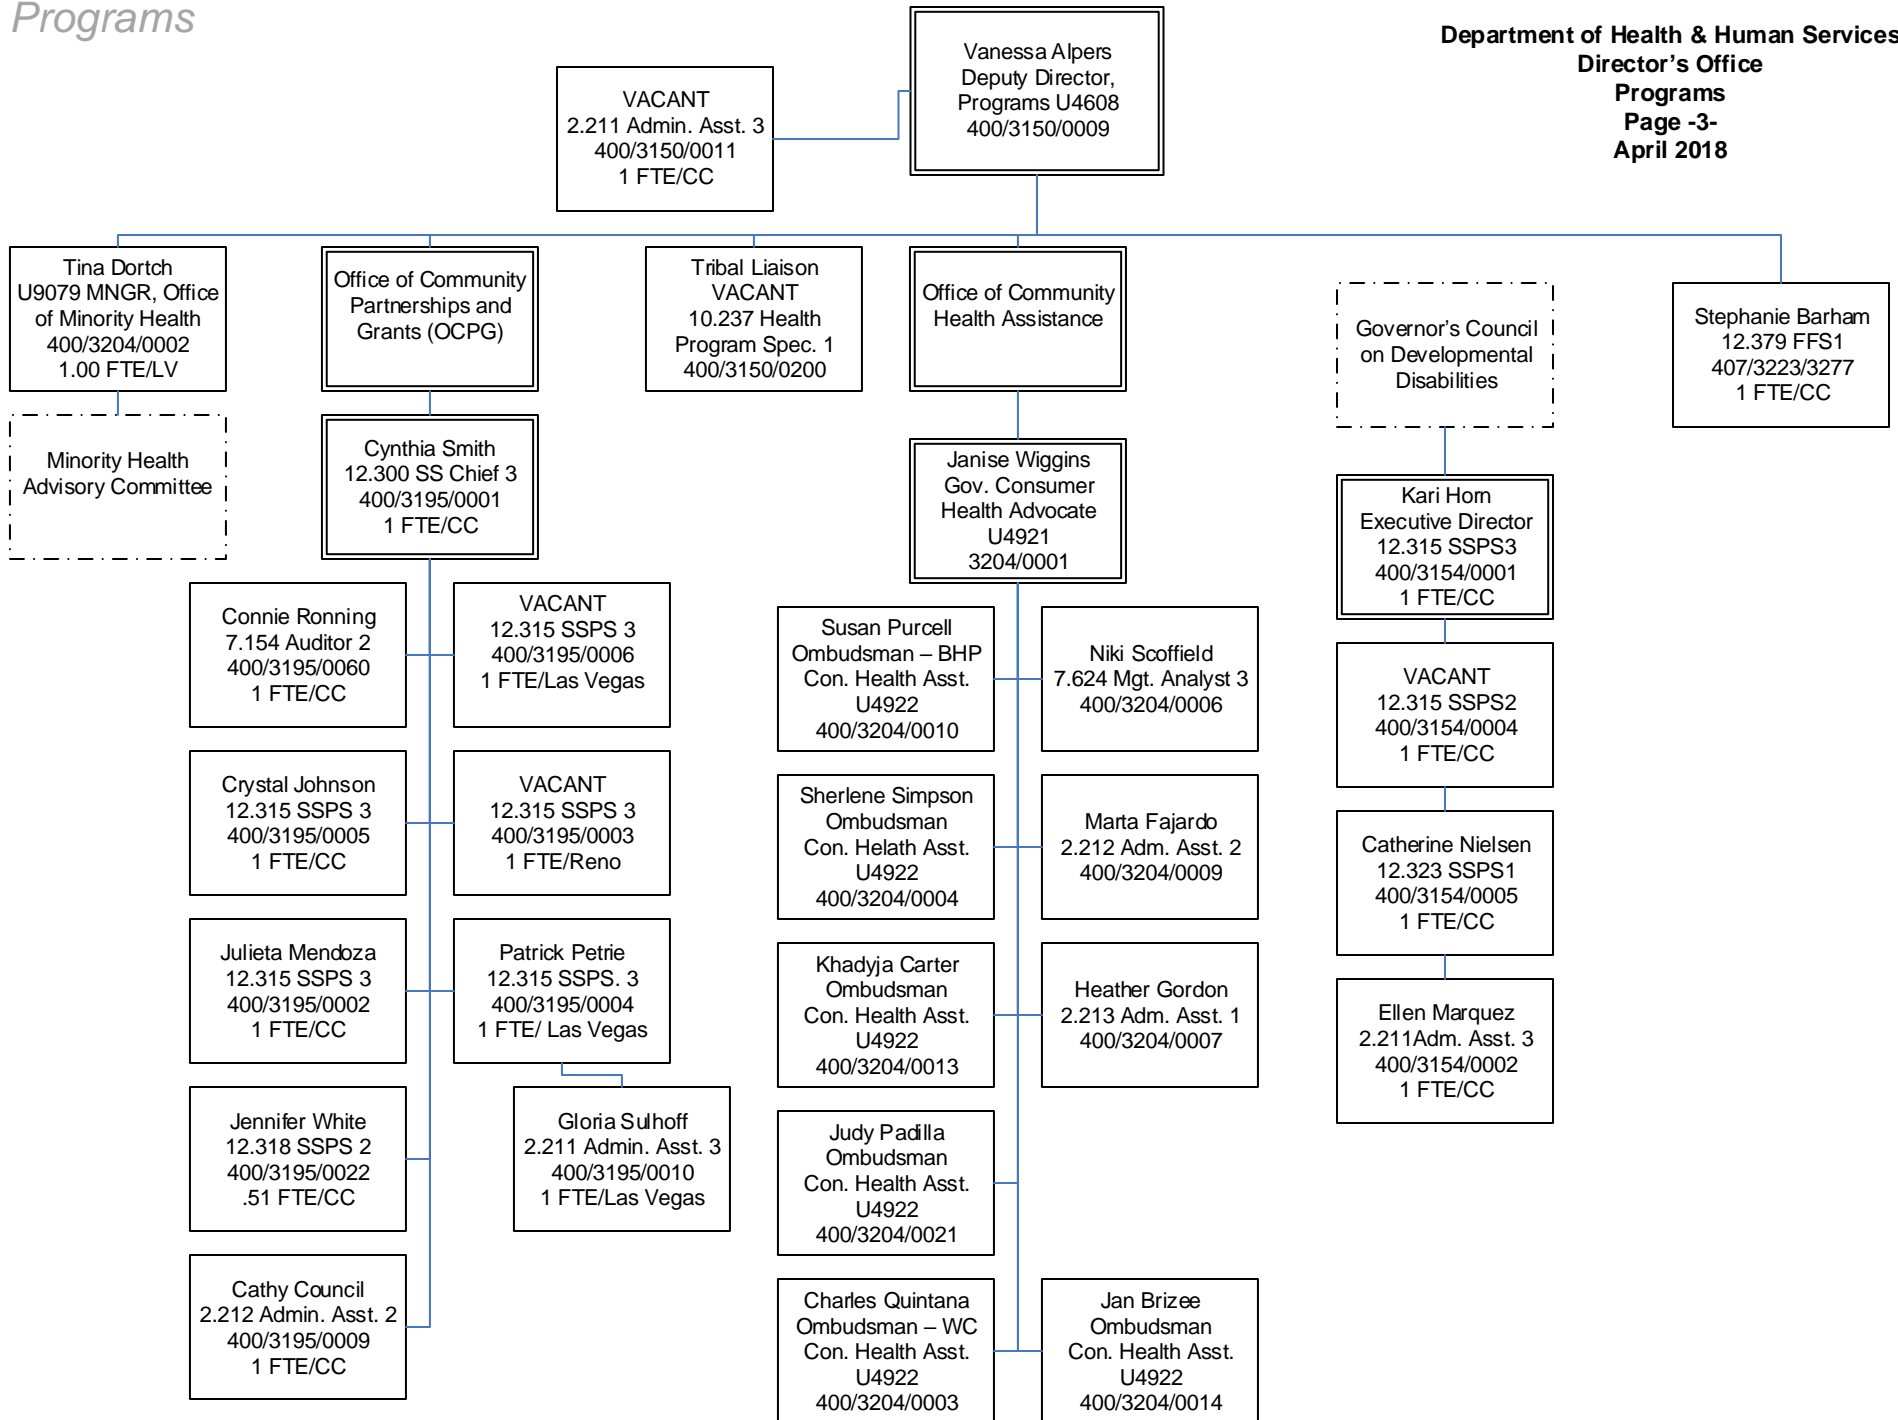 Programs
Department of Health & Human Services
Director's Office
Programs
Page -3-
April 2018
Vanessa Alpers
Deputy Director,
Programs U4608
400/3150/0009
VACANT
2.211 Admin. Asst. 3
400/3150/0011
1 FTE/CC
Tina Dortch
U9079 MNGR, Office
of Minority Health
400/3204/0002
1.00 FTE/LV
Minority Health
Advisory Committee
Office of Community
Partnerships and
Grants (OCPG)
Cynthia Smith
12.300 SS Chief 3
400/3195/0001
1 FTE/CC
Connie Ronning
7.154 Auditor 2
400/3195/0060
1 FTE/CC
VACANT
12.315 SSPS 3
400/3195/0006
1 FTE/Las Vegas
Crystal Johnson
12.315 SSPS 3
400/3195/0005
1 FTE/CC
VACANT
12.315 SSPS 3
400/3195/0003
1 FTE/Reno
Julieta Mendoza
12.315 SSPS 3
400/3195/0002
1 FTE/CC
Patrick Petrie
12.315 SSPS. 3
400/3195/0004
1 FTE/ Las Vegas
Jennifer White
12.318 SSPS 2
400/3195/0022
.51 FTE/CC
Gloria Sulhoff
2.211 Admin. Asst. 3
400/3195/0010
1 FTE/Las Vegas
Cathy Council
2.212 Admin. Asst. 2
400/3195/0009
1 FTE/CC
Tribal Liaison
VACANT
10.237 Health
Program Spec. 1
400/3150/0200
Office of Community
Health Assistance
Janise Wiggins
Gov. Consumer
Health Advocate
U4921
3204/0001
Susan Purcell
Ombudsman – BHP
Con. Health Asst.
U4922
400/3204/0010
Niki Scoffield
7.624 Mgt. Analyst 3
400/3204/0006
Sherlene Simpson
Ombudsman
Con. Helath Asst.
U4922
400/3204/0004
Marta Fajardo
2.212 Adm. Asst. 2
400/3204/0009
Khadyja Carter
Ombudsman
Con. Health Asst.
U4922
400/3204/0013
Heather Gordon
2.213 Adm. Asst. 1
400/3204/0007
Judy Padilla
Ombudsman
Con. Health Asst.
U4922
400/3204/0021
Charles Quintana
Ombudsman – WC
Con. Health Asst.
U4922
400/3204/0003
Jan Brizee
Ombudsman
Con. Health Asst.
U4922
400/3204/0014
Governor's Council
on Developmental
Disabilities
Kari Horn
Executive Director
12.315 SSPS3
400/3154/0001
1 FTE/CC
VACANT
12.315 SSPS2
400/3154/0004
1 FTE/CC
Catherine Nielsen
12.323 SSPS1
400/3154/0005
1 FTE/CC
Ellen Marquez
2.211Adm. Asst. 3
400/3154/0002
1 FTE/CC
Stephanie Barham
12.379 FFS1
407/3223/3277
1 FTE/CC